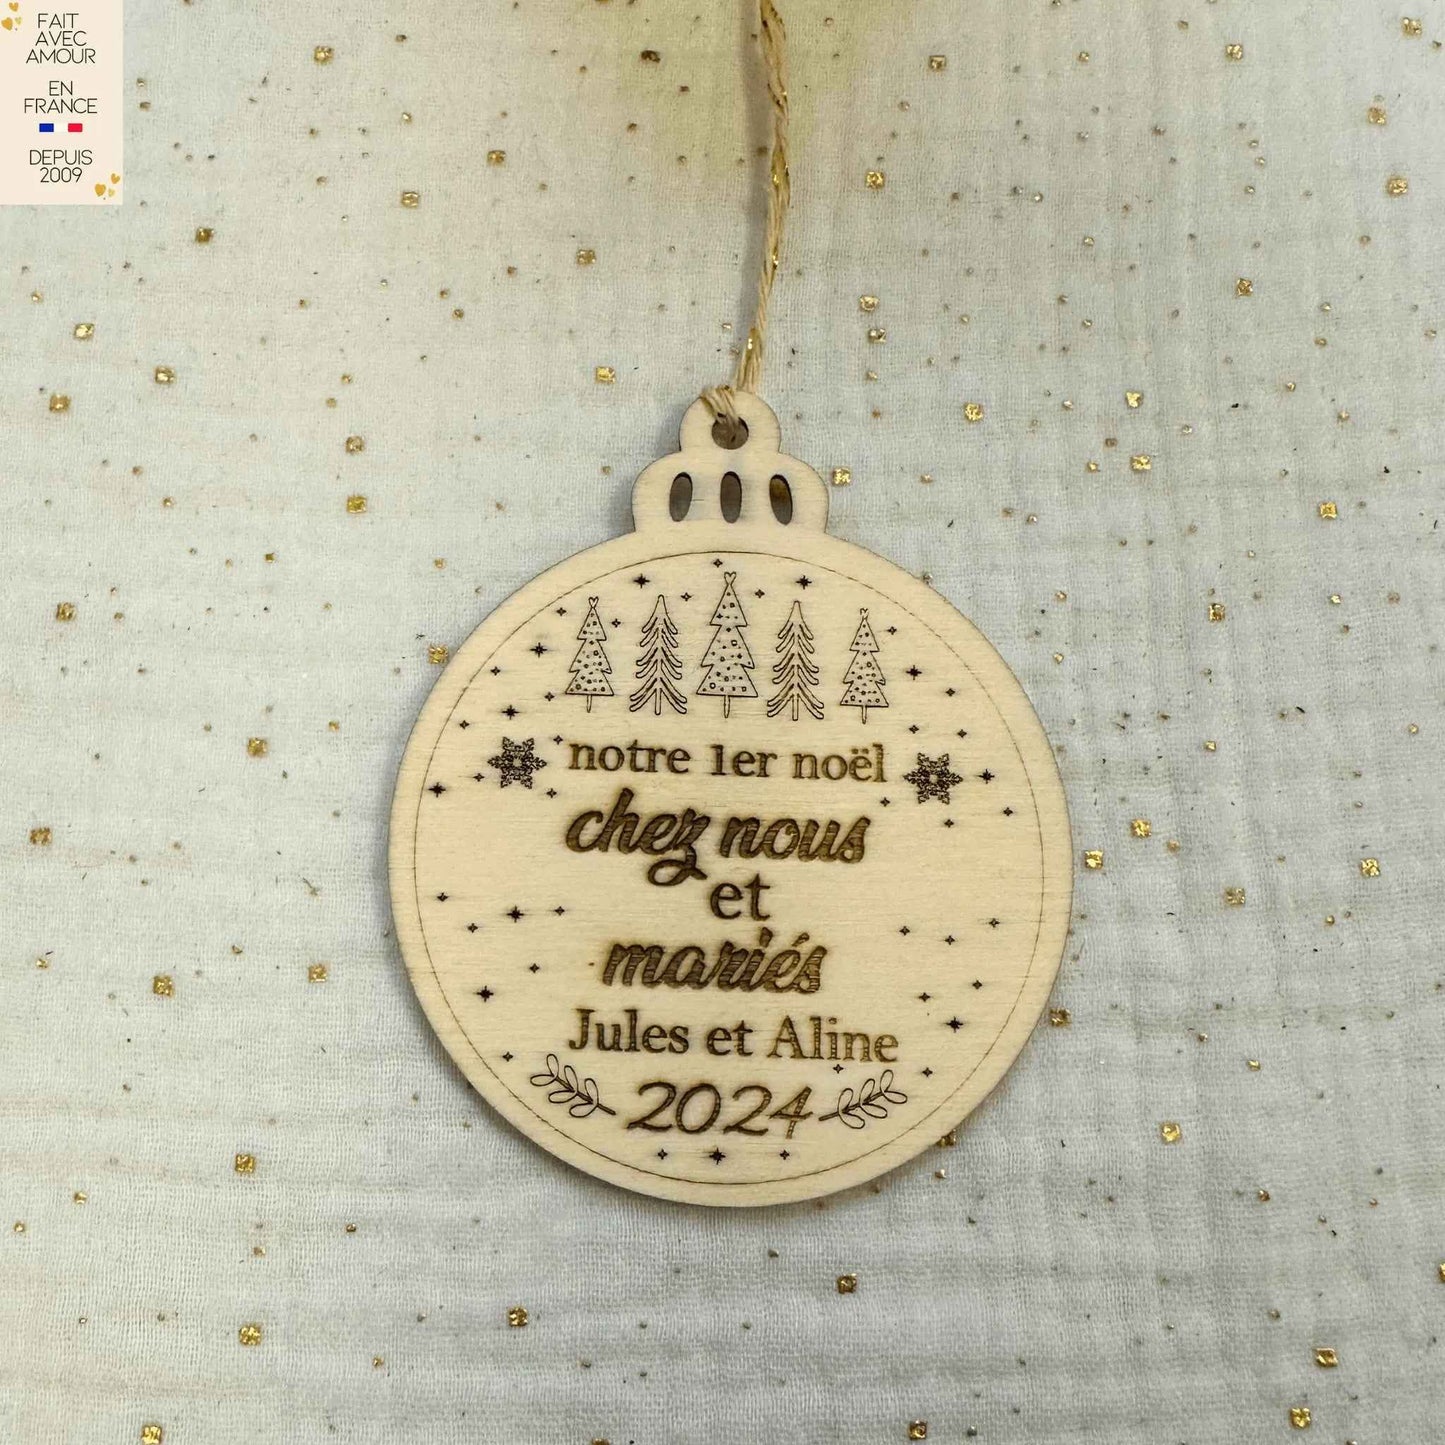 FAIT
AVEC
AMOUR
EN
FRANCE
DEPUIS
2009
notre 1er noël
chez nous
et
mariés
Jules et Aline
2024